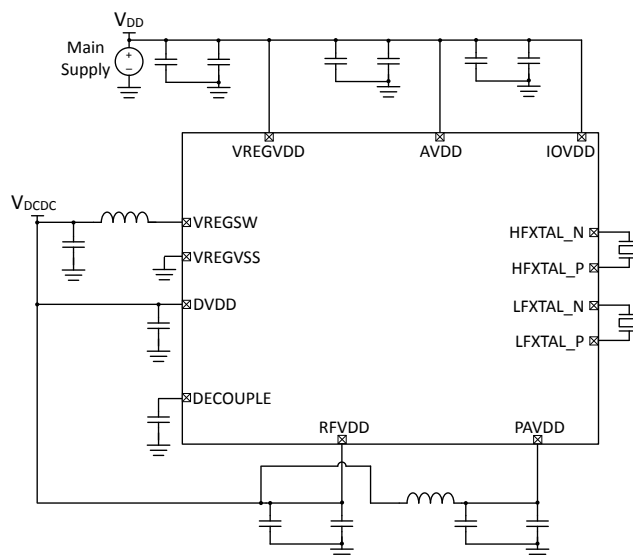 VDD
Main
Supply
+
−
VREGVDD
AVDD
IOVDD
VDCDC
VREGSW
HFXTAL_N
VREGVSS
HFXTAL_P
DVDD
LFXTAL_N
LFXTAL_P
DECOUPLE
RFVDD
PAVDD